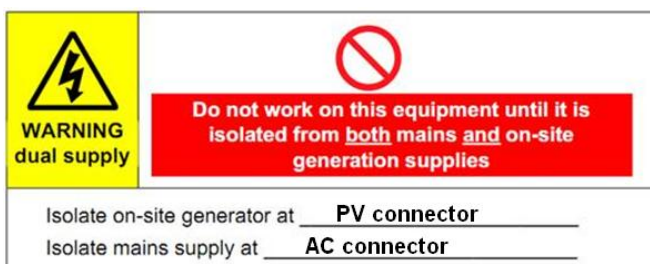 WARNING
dual supply
Do not work on this equipment until it is
isolated from both mains and on-site
generation supplies
Isolate on-site generator at PV connector
Isolate mains supply at AC connector